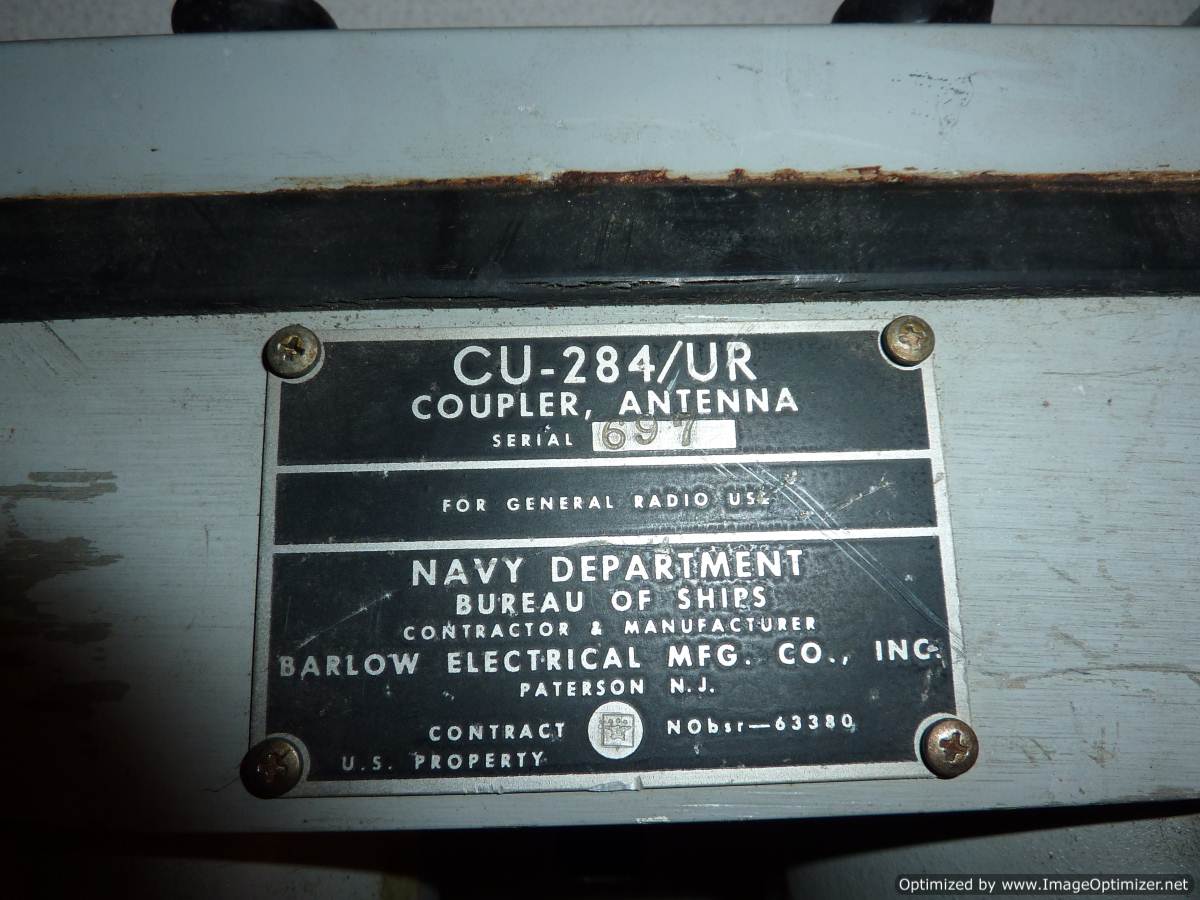 CU-284/UR
COUPLER, ANTENNA
SERIAL 697
FOR GENERAL RADIO USE
NAVY DEPARTMENT
BUREAU OF SHIPS
CONTRACTOR & MANUFACTURER
BARLOW ELECTRICAL MFG. CO., INC.
PATERSON N.J.
CONTRACT NObsr—63380
U.S. PROPERTY
Optimized by www.ImageOptimizer.net